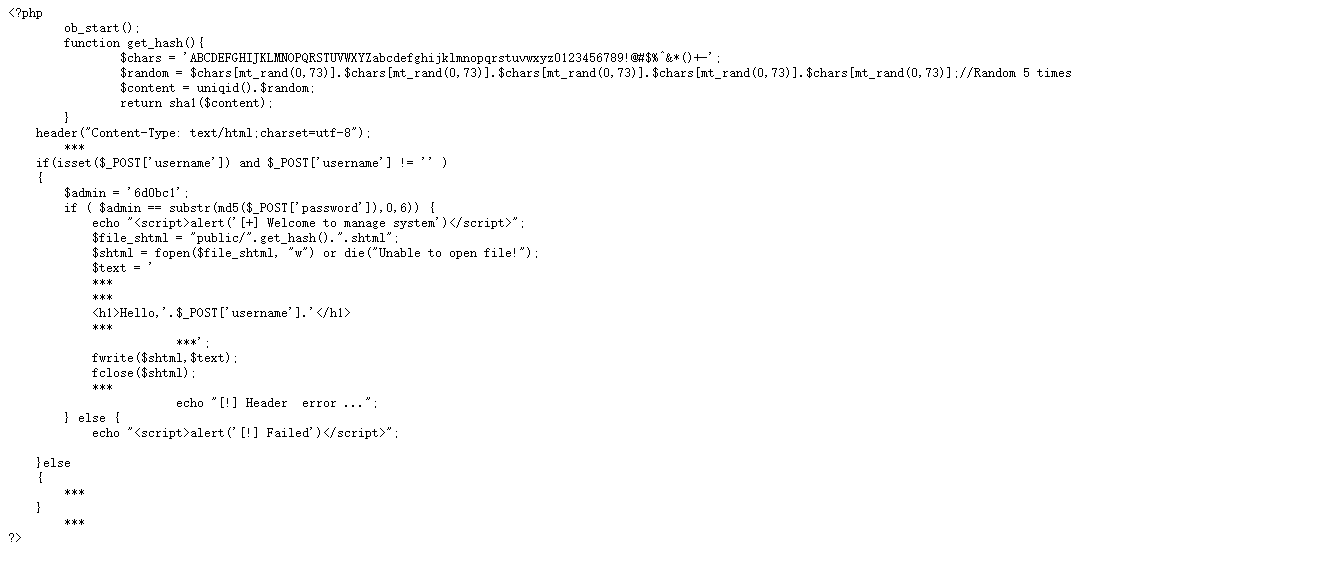 <?php
ob_start();
function get_hash(){
$chars = 'ABCDEFGHIJKLMNOPQRSTUVWXYZabcdefghijklmnopqrstuvwxyz0123456789!@#$%^&*()+-';
$random = $chars[mt_rand(0,73)].$chars[mt_rand(0,73)].$chars[mt_rand(0,73)].$chars[mt_rand(0,73)].$chars[mt_rand(0,73)];//Random 5 times
$content = uniqid().$random;
return sha1($content);
}
header("Content-Type: text/html;charset=utf-8");
***
if(isset($_POST['username']) and $_POST['username'] != '' )
{
$admin = '6d0bc1';
if ( $admin == substr(md5($_POST['password']),0,6)) {
echo "<script>alert('[+] Welcome to manage system')</script>";
$file_shtml = "public/".get_hash().".shtml";
$shtml = fopen($file_shtml, "w") or die("Unable to open file!");
$text = '
***
***
<h1>Hello,'.$_POST['username'].'</h1>
***
***';
fwrite($shtml,$text);
fclose($shtml);
***
echo "[!] Header  error ...";
} else {
echo "<script>alert('[!] Failed')</script>";
}else
{
***
}
***
?>